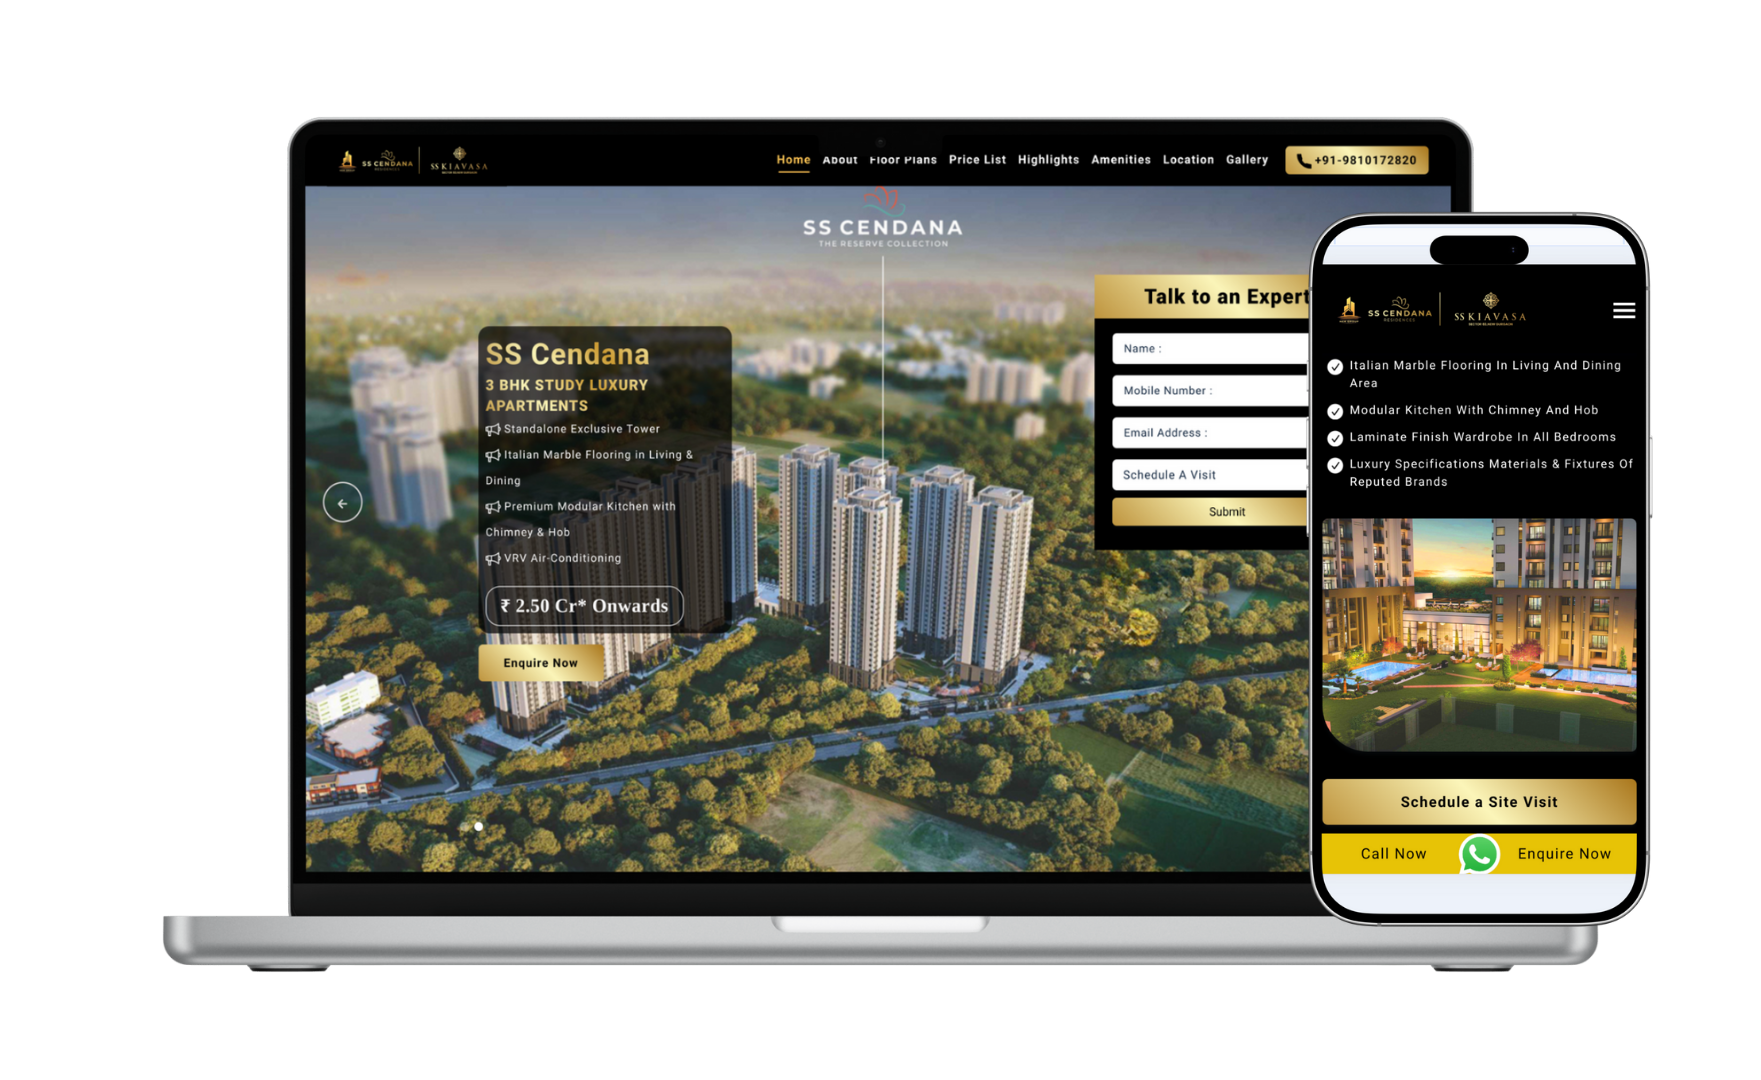 SS CENDANA
SS KIAVASA
Home About Floor Plans Price List Highlights Amenities Location Gallery +91-9810172820
SS CENDANA
THE RESERVE COLLECTION
SS Cendana
3 BHK STUDY LUXURY
APARTMENTS
Standalone Exclusive Tower
Italian Marble Flooring in Living &
Dining
Premium Modular Kitchen with
Chimney & Hob
VRV Air-Conditioning
₹ 2.50 Cr* Onwards
Enquire Now
Talk to an Expert
Name :
Mobile Number :
Email Address :
Schedule A Visit
Submit
SS CENDANA
RESIDENCES
SS KIAVASA
Italian Marble Flooring In Living And Dining
Area
Modular Kitchen With Chimney And Hob
Laminate Finish Wardrobe In All Bedrooms
Luxury Specifications Materials & Fixtures Of
Reputed Brands
Schedule a Site Visit
Call Now Enquire Now